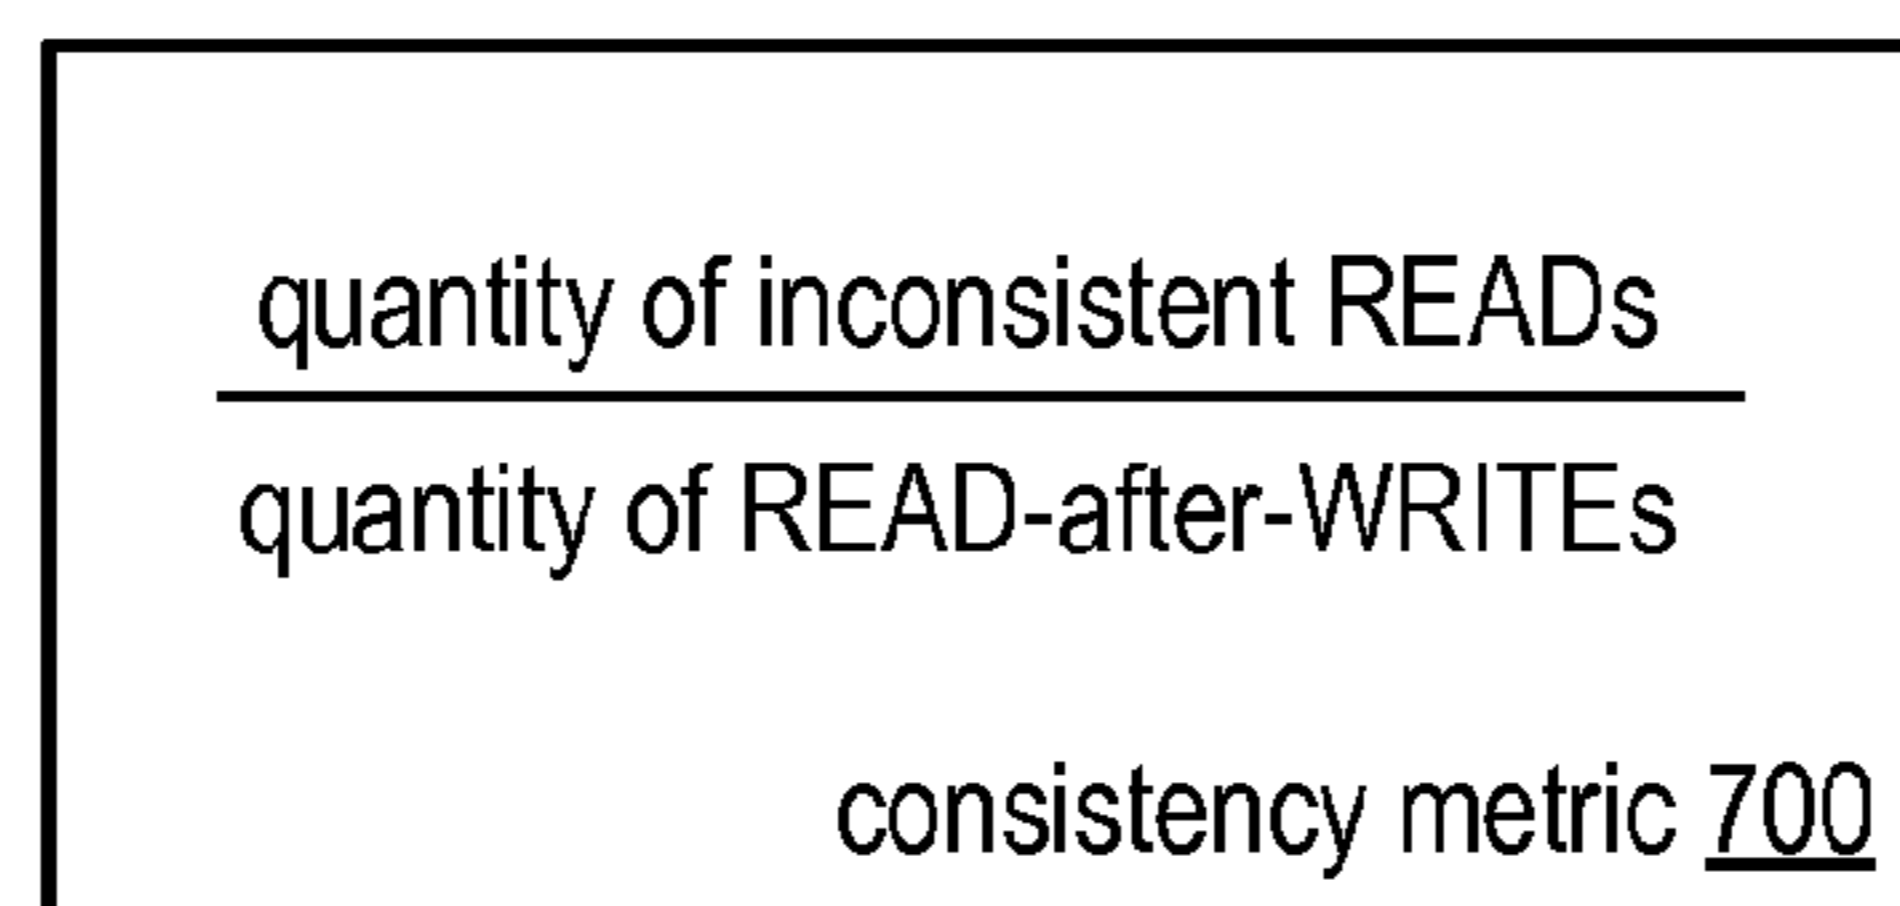 quantity of inconsistent READs
quantity of READ-after-WRITEs
consistency metric 700